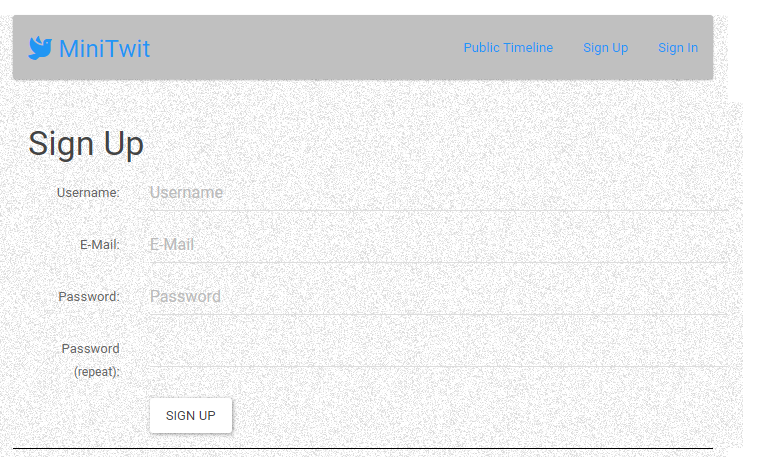 MiniTwit Public Timeline Sign Up Sign In
Sign Up
Username: Username
E-Mail: E-Mail
Password: Password
Password
(repeat):
SIGN UP